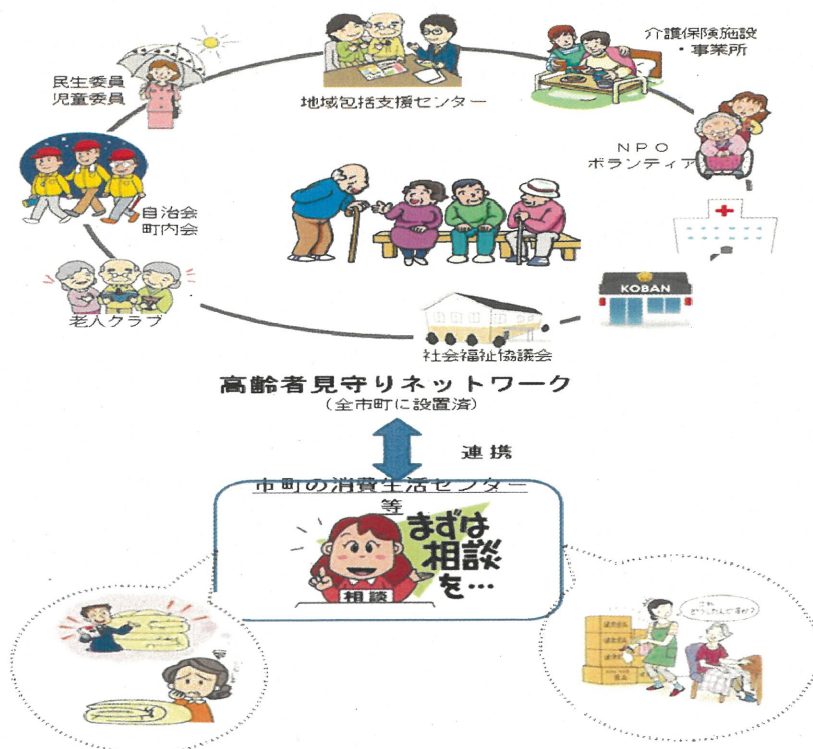 介護保険施設
・事業所
民生委員
児童委員
地域包括支援センター
NPO
ボランティア
自治会
町内会
KOBAN
老人クラブ
社会福祉協議会
高齢者見守りネットワーク
(全市町に設置済)
連携
市町の消費生活センター
等
まずは
相談
を…
相談